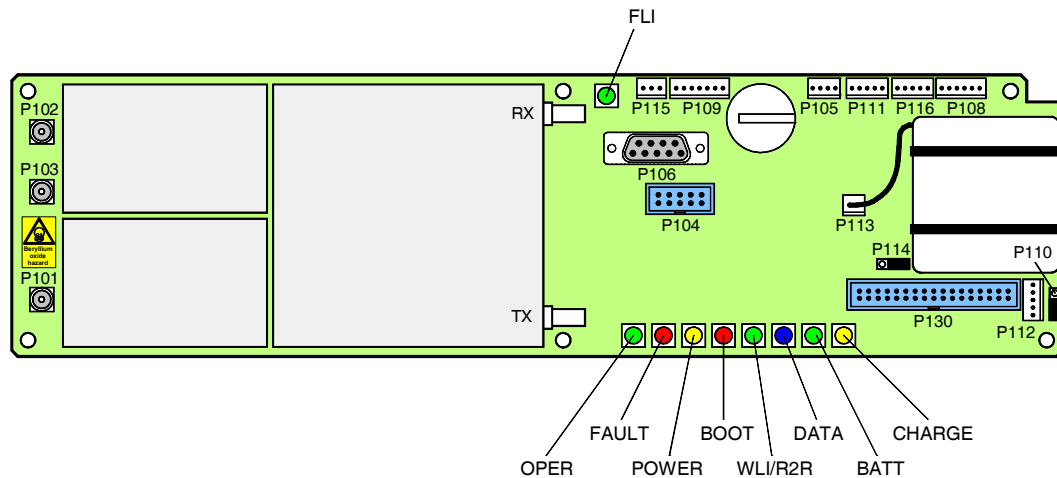 FLI
P102
RX
P115
P109
P105
P111
P116
P108
P106
P103
P104
P113
Beryllium
oxide
hazard
P114
P110
P101
TX
P130
P112
FAULT
BOOT
DATA
CHARGE
OPER
POWER
WLI/R2R
BATT